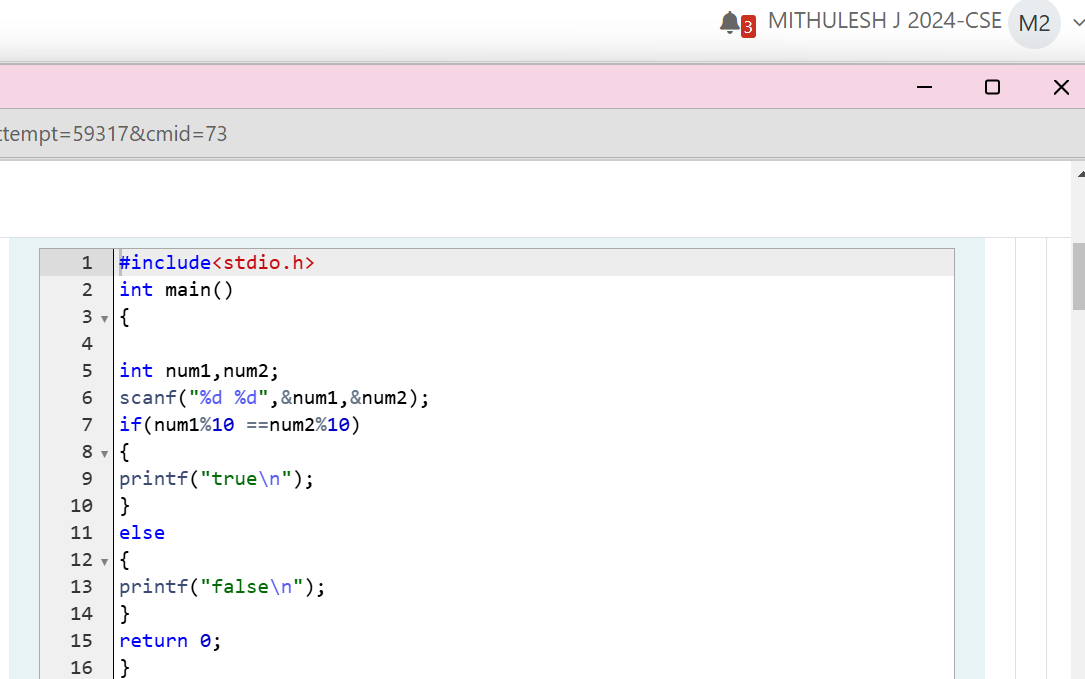 3 MITHULESH J 2024-CSE M2
ttempt=59317&cmid=73
1 #include<stdio.h>
2 int main()
3 {
4
5 int num1,num2;
6 scanf("%d %d",&num1,&num2);
7 if(num1%10 ==num2%10)
8 {
9 printf("true\n");
10 }
11 else
12 {
13 printf("false\n");
14 }
15 return 0;
16 }